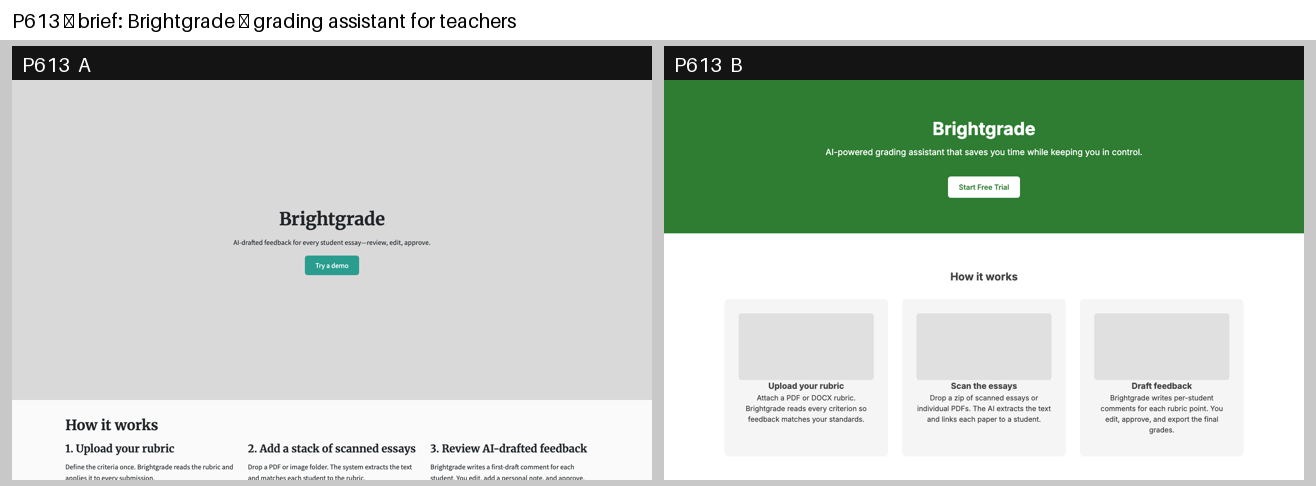 P613 brief: Brightgrade grading assistant for teachers
P613 A
Brightgrade
AI-drafted feedback for every student essay—review, edit, approve.
Try a demo
How it works
1. Upload your rubric
Define the criteria once. Brightgrade reads the rubric and
applies it to every submission.
2. Add a stack of scanned essays
Drop a PDF or image folder. The system extracts the text
and matches each student to the rubric.
3. Review AI-drafted feedback
Brightgrade writes a first-draft comment for each
student. You edit, add a personal note, and approve.
P613 B
Brightgrade
AI-powered grading assistant that saves you time while keeping you in control.
Start Free Trial
How it works
Upload your rubric
Attach a PDF or DOCX rubric.
Brightgrade reads every criterion so
feedback matches your standards.
Scan the essays
Drop a zip of scanned essays or
individual PDFs. The AI extracts the text
and links each paper to a student.
Draft feedback
Brightgrade writes per-student
comments for each rubric point. You
edit, approve, and export the final
grades.